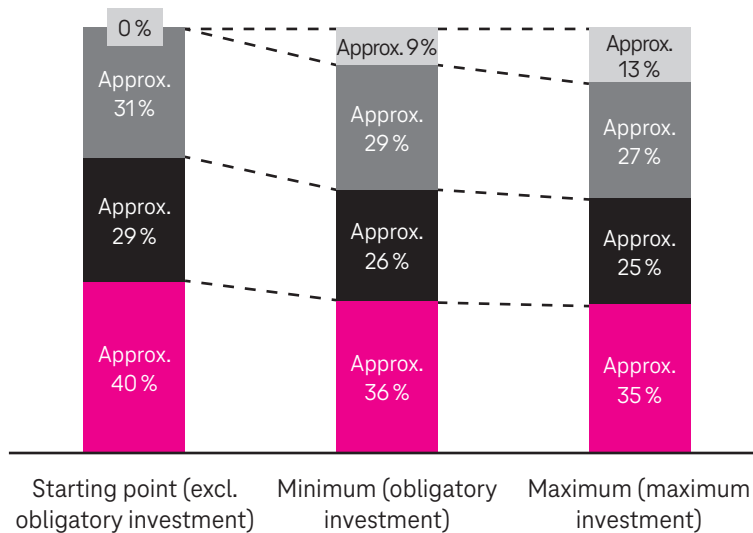 0 %
Approx.
31 %
Approx.
29 %
Approx.
40 %
Approx. 9 %
Approx.
29 %
Approx.
26 %
Approx.
36 %
Approx.
13 %
Approx.
27 %
Approx.
25 %
Approx.
35 %
Starting point (excl.
obligatory investment)
Minimum (obligatory
investment)
Maximum (maximum
investment)